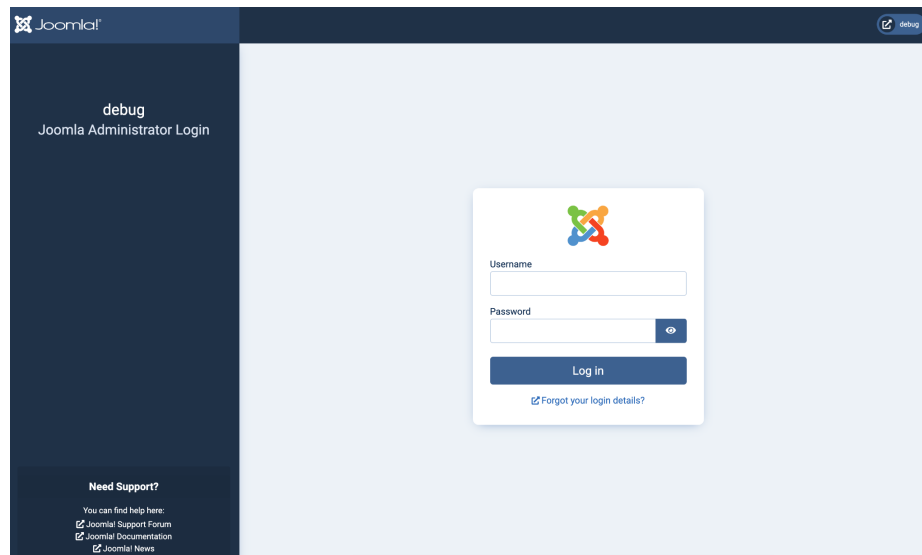 Joomla!®
debug
debug
Joomla Administrator Login
Username
Password
Log in
Forgot your login details?
Need Support?
You can find help here:
Joomla! Support Forum
Joomla! Documentation
Joomla! News